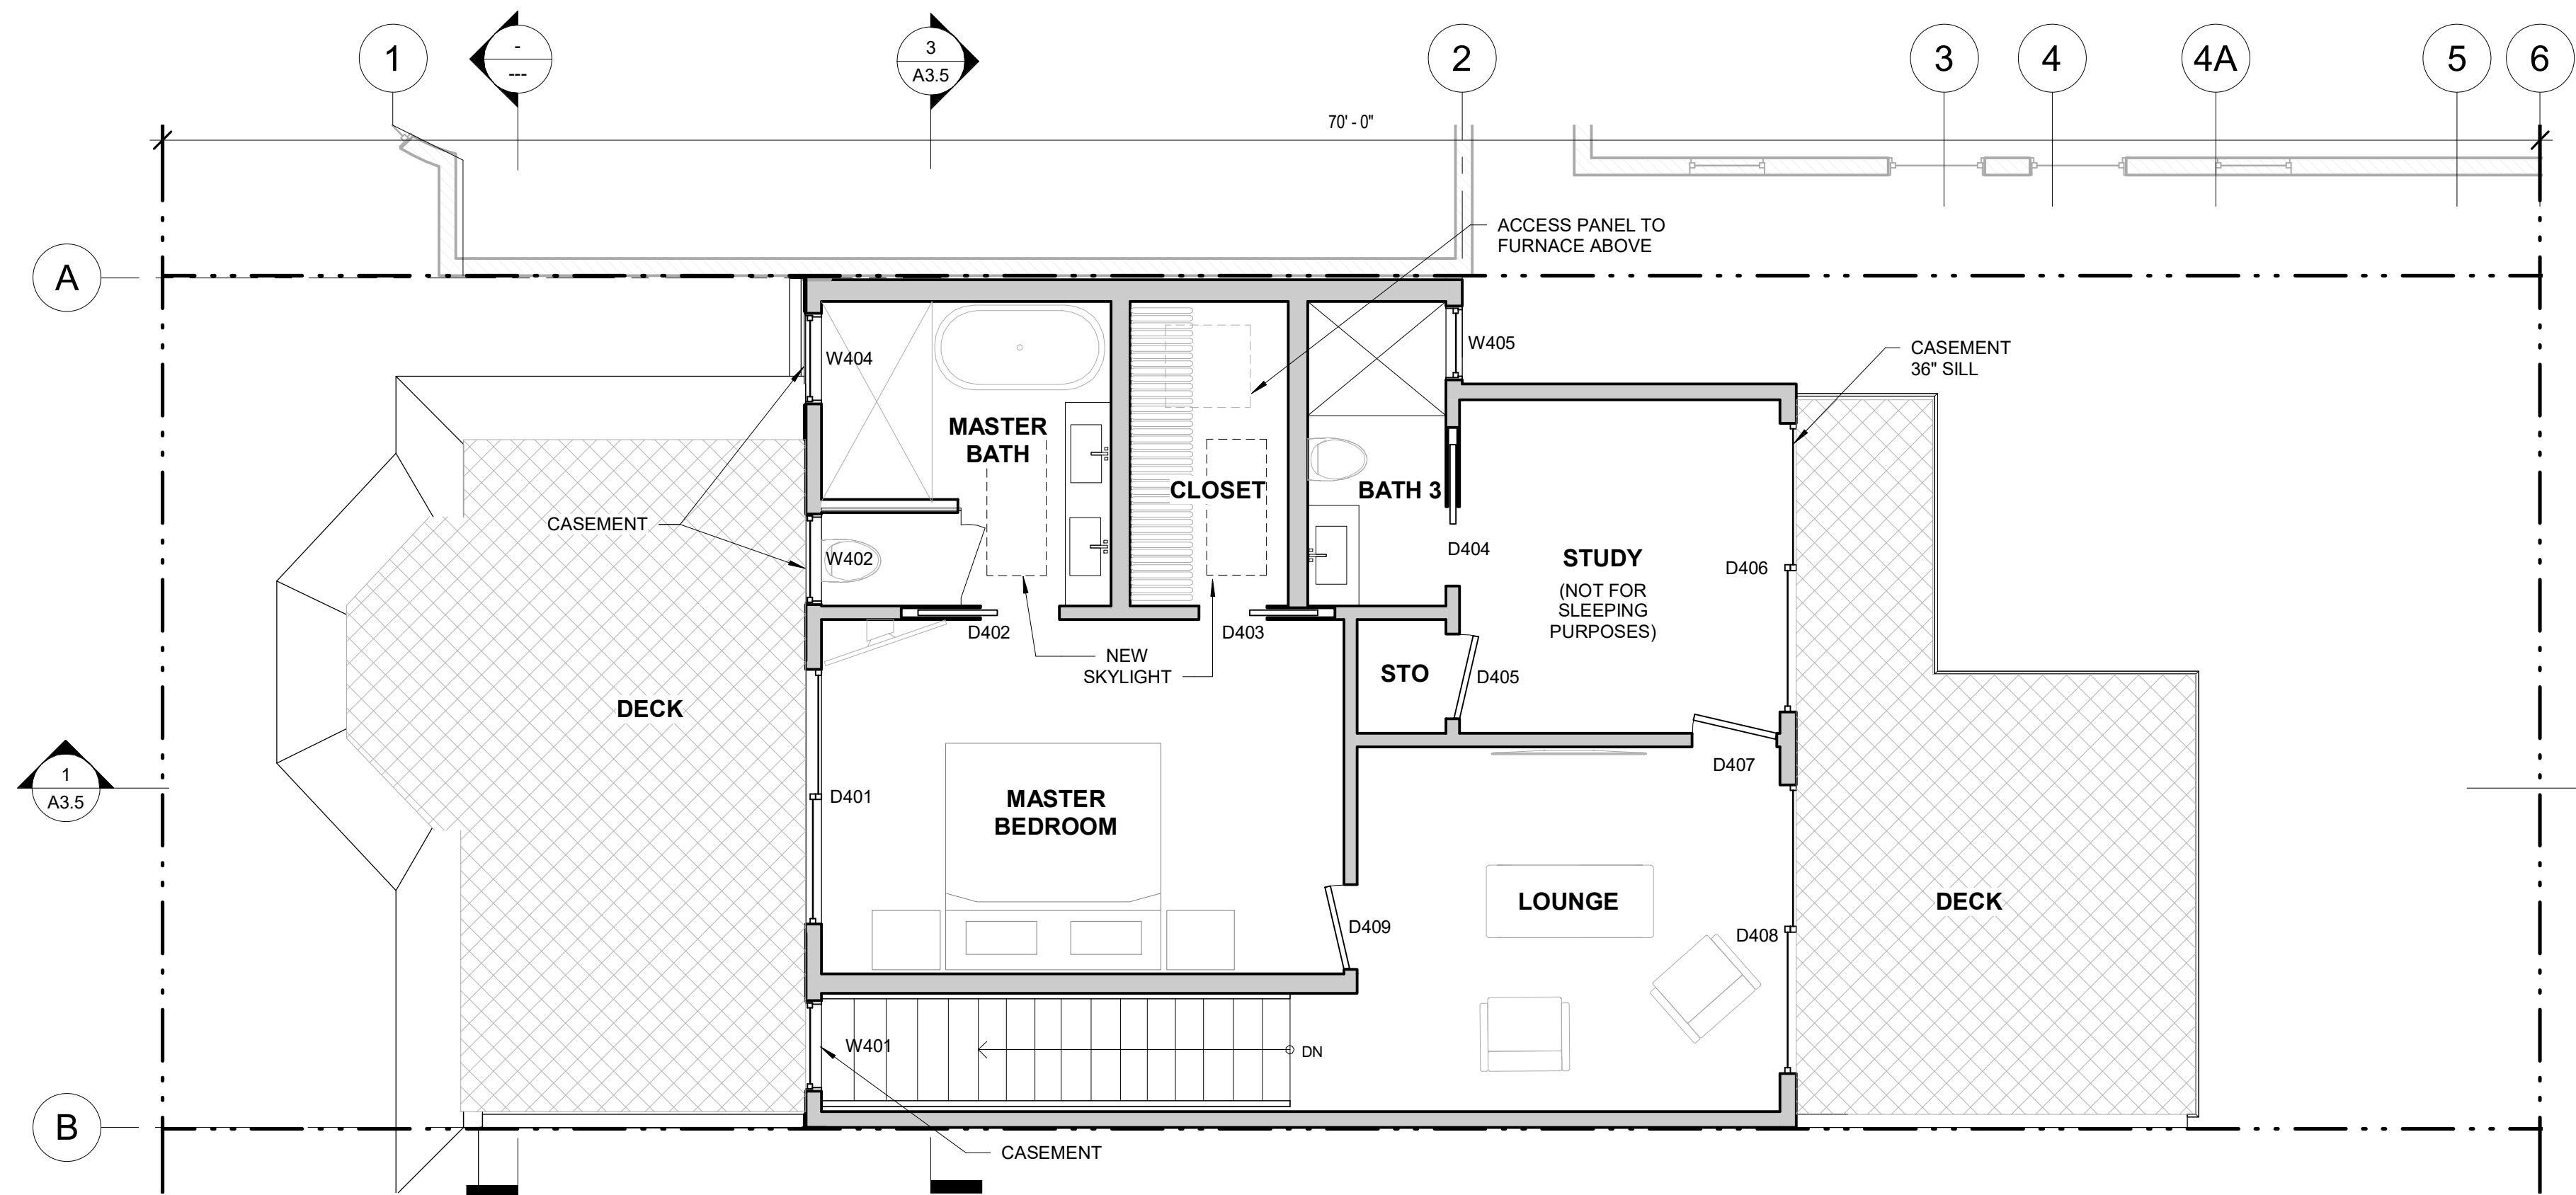 1
-
---
3
A3.5
2
3
4
4A
5
6
70' - 0"
ACCESS PANEL TO
FURNACE ABOVE
A
W404
W405
CASEMENT
36" SILL
MASTER
BATH
CLOSET
BATH 3
CASEMENT
W402
D404
STUDY
(NOT FOR
SLEEPING
PURPOSES)
D406
D402
D403
NEW
SKYLIGHT
STO
D405
DECK
D407
1
A3.5
D401
MASTER
BEDROOM
LOUNGE
DECK
D409
D408
W401
DN
B
CASEMENT